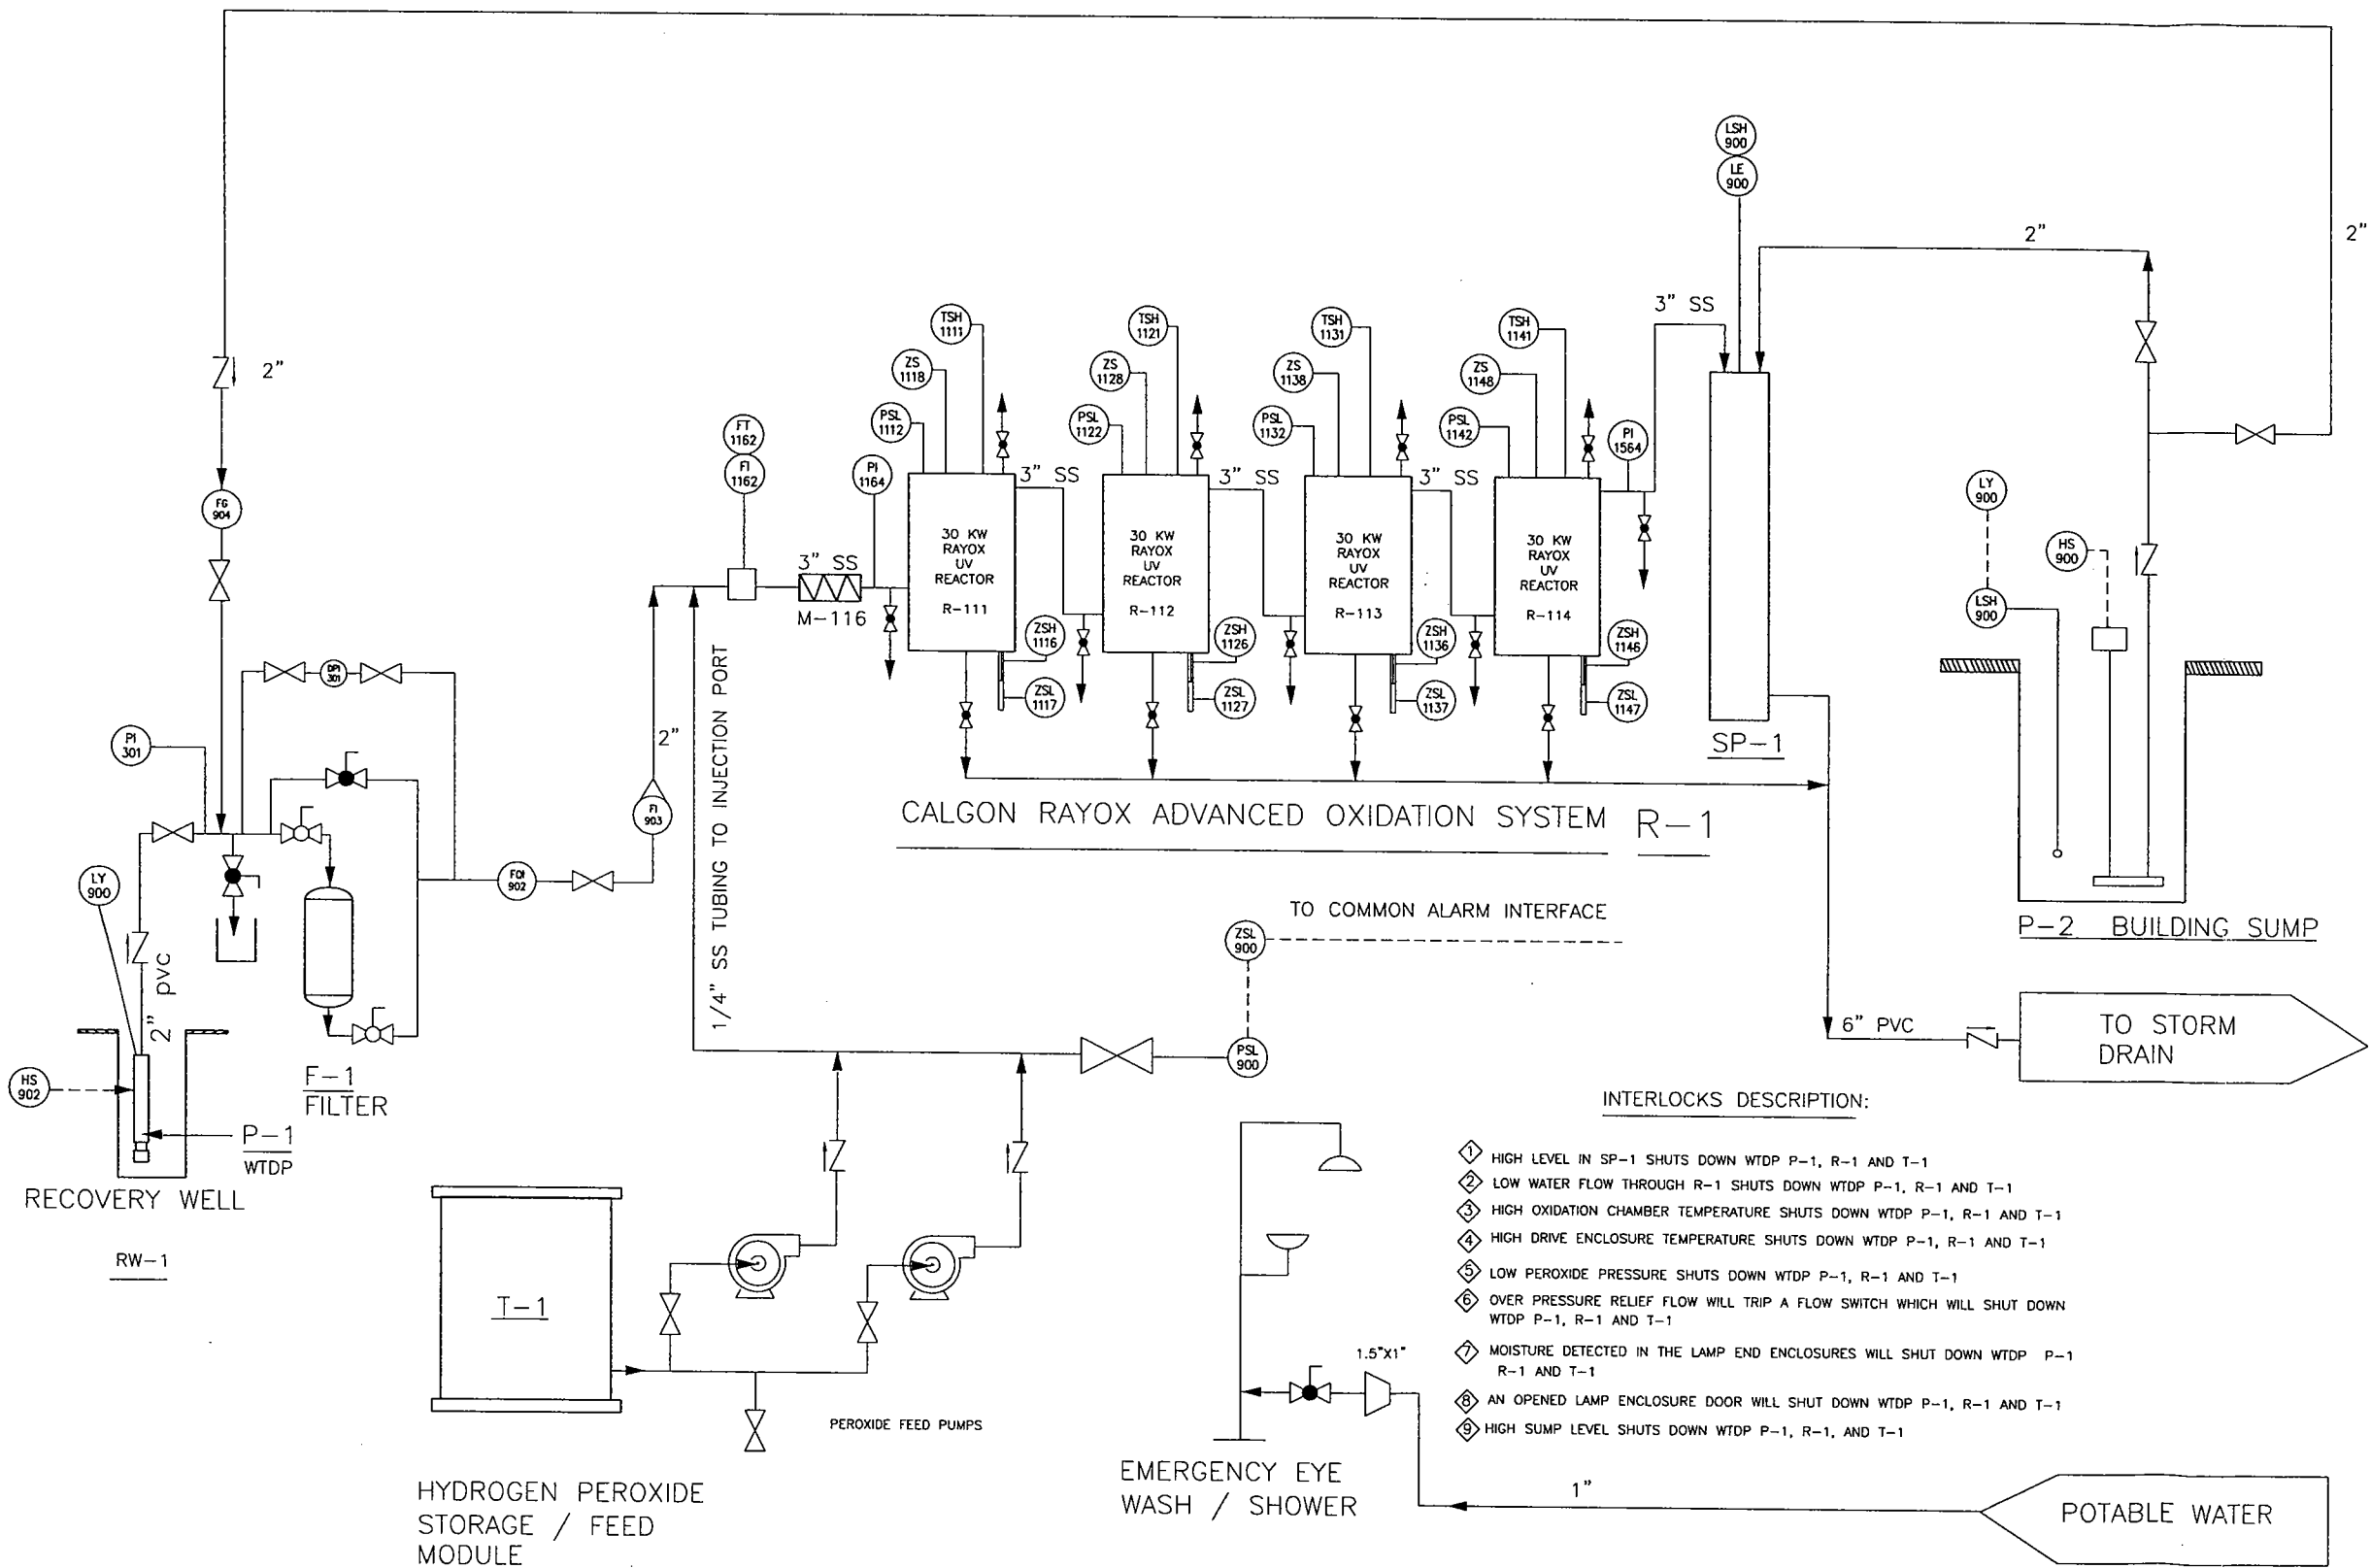 LSH
900
LE
900
2"
2"
3" SS
TSH
1111
TSH
1121
TSH
1131
TSH
1141
2"
ZS
1118
ZS
1128
ZS
1138
ZS
1148
PSL
1112
PSL
1122
PSL
1132
PSL
1142
FT
1162
FI
1162
PI
1164
PI
1564
3" SS
3" SS
3" SS
FG
904
LY
900
HS
900
LSH
900
3" SS
M-116
30 KW
RAYOX
UV
REACTOR
R-111
30 KW
RAYOX
UV
REACTOR
R-112
30 KW
RAYOX
UV
REACTOR
R-113
30 KW
RAYOX
UV
REACTOR
R-114
ZSH
1116
ZSH
1126
ZSH
1136
ZSH
1146
ZSL
1117
ZSL
1127
ZSL
1137
ZSL
1147
DPI
301
PI
301
2"
FI
903
1/4" SS TUBING TO INJECTION PORT
SP-1
CALGON RAYOX ADVANCED OXIDATION SYSTEM R-1
LY
900
FQI
902
2" pvc
TO COMMON ALARM INTERFACE
ZSL
900
P-2 BUILDING SUMP
PSL
900
6" PVC
TO STORM
DRAIN
HS
902
F-1
FILTER
P-1
WTDP
RECOVERY WELL
RW-1
INTERLOCKS DESCRIPTION:
1 HIGH LEVEL IN SP-1 SHUTS DOWN WTDP P-1, R-1 AND T-1
2 LOW WATER FLOW THROUGH R-1 SHUTS DOWN WTDP P-1, R-1 AND T-1
3 HIGH OXIDATION CHAMBER TEMPERATURE SHUTS DOWN WTDP P-1, R-1 AND T-1
4 HIGH DRIVE ENCLOSURE TEMPERATURE SHUTS DOWN WTDP P-1, R-1 AND T-1
5 LOW PEROXIDE PRESSURE SHUTS DOWN WTDP P-1, R-1 AND T-1
6 OVER PRESSURE RELIEF FLOW WILL TRIP A FLOW SWITCH WHICH WILL SHUT DOWN
WTDP P-1, R-1 AND T-1
7 MOISTURE DETECTED IN THE LAMP END ENCLOSURES WILL SHUT DOWN WTDP P-1
R-1 AND T-1
8 AN OPENED LAMP ENCLOSURE DOOR WILL SHUT DOWN WTDP P-1, R-1 AND T-1
9 HIGH SUMP LEVEL SHUTS DOWN WTDP P-1, R-1, AND T-1
T-1
1.5"X1"
PEROXIDE FEED PUMPS
HYDROGEN PEROXIDE
STORAGE / FEED
MODULE
EMERGENCY EYE
WASH / SHOWER
1"
POTABLE WATER